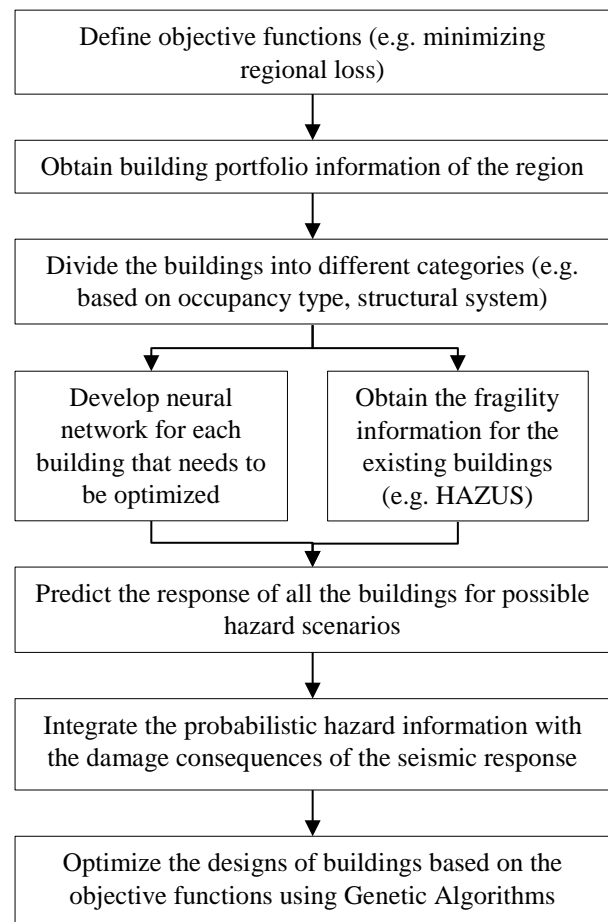 Define objective functions (e.g. minimizing
regional loss)
Obtain building portfolio information of the region
Divide the buildings into different categories (e.g.
based on occupancy type, structural system)
Develop neural
network for each
building that needs to
be optimized
Obtain the fragility
information for the
existing buildings
(e.g. HAZUS)
Predict the response of all the buildings for possible
hazard scenarios
Integrate the probabilistic hazard information with
the damage consequences of the seismic response
Optimize the designs of buildings based on the
objective functions using Genetic Algorithms